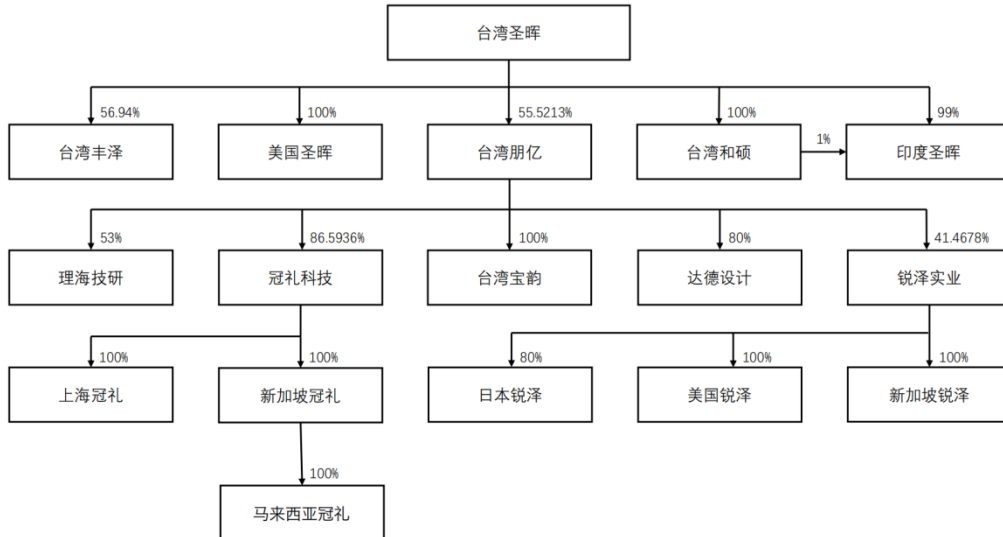 台湾圣晖
56.94%
100%
55.5213%
100%
99%
台湾丰泽
美国圣晖
台湾朋亿
台湾和硕
1%
印度圣晖
53%
86.5936%
100%
80%
41.4678%
理海技研
冠礼科技
台湾宝韵
达德设计
锐泽实业
100%
100%
80%
100%
100%
上海冠礼
新加坡冠礼
日本锐泽
美国锐泽
新加坡锐泽
100%
马来西亚冠礼